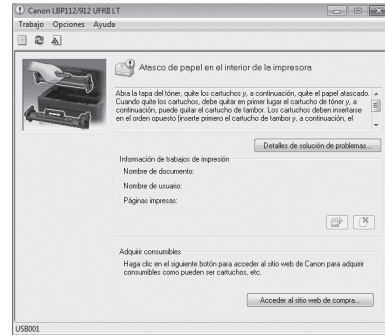 Canon LBP112/912 UFRII LT
Trabajo Opciones Ayuda
Atasco de papel en el interior de la impresora
Abra la tapa del tóner, quite los cartuchos y, a continuación, quite el papel atascado.
Cuando quite los cartuchos, debe quitar en primer lugar el cartucho de tóner y, a
continuación, puede quitar el cartucho de tambor. Los cartuchos deben insertarse
en el orden opuesto (inserte primero el cartucho de tambor y, a continuación, el
Detalles de solución de problemas...
Información de trabajos de impresión
Nombre de documento:
Nombre de usuario:
Páginas impresas:
Adquirir consumibles
Haga clic en el siguiente botón para acceder al sitio web de Canon para adquirir
consumibles como pueden ser cartuchos, etc.
Acceder al sitio web de compra...
USB001